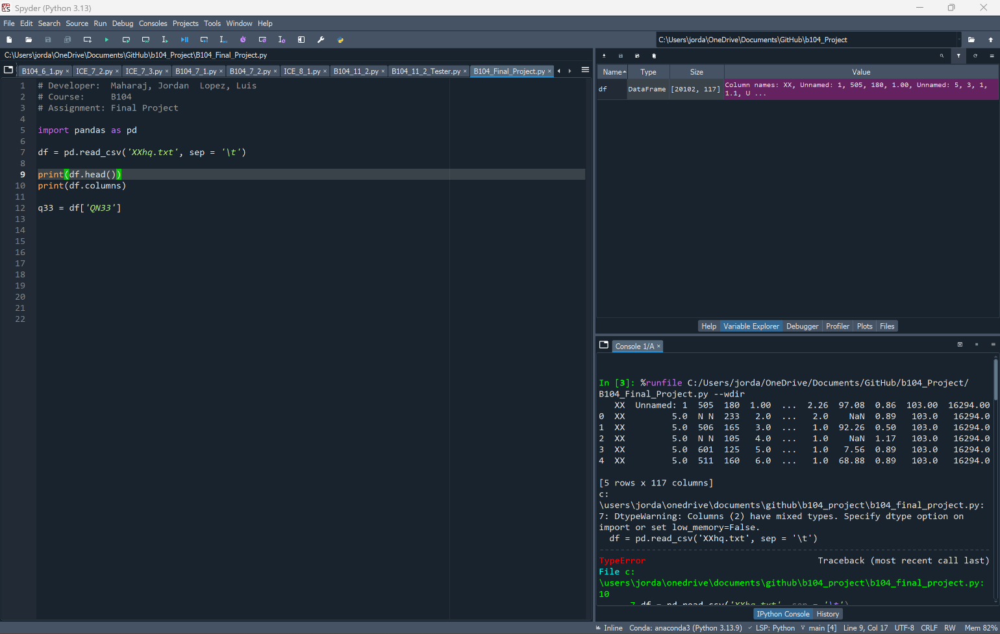 Spyder (Python 3.13)
File Edit Search Source Run Debug Consoles Projects Tools Window Help
C:\Users\jorda\OneDrive\Documents\GitHub\b104_Project
C:\Users\jorda\OneDrive\Documents\GitHub\b104_Project\B104_Final_Project.py
B104_6_1.py ICE_7_2.py ICE_7_3.py B104_7_1.py B104_7_2.py ICE_8_1.py B104_11_2.py B104_11_2_Tester.py B104_Final_Project.py
1 # Developer: Maharaj, Jordan Lopez, Luis
2 # Course: B104
3 # Assignment: Final Project
4
5 import pandas as pd
6
7 df = pd.read_csv('XXhq.txt', sep = '\t')
8
9 print(df.head())
10 print(df.columns)
11
12 q33 = df['QN33']
13
14
15
16
17
18
19
20
21
22
Name Type Size Value
df DataFrame [20102, 117] Column names: XX, Unnamed: 1, 505, 180, 1.00, Unnamed: 5, 3, 1,
1.1, U ...
Help Variable Explorer Debugger Profiler Plots Files
Console 1/A
In [3]: %runfile C:/Users/jorda/OneDrive/Documents/GitHub/b104_Project/
B104_Final_Project.py --wdir
XX Unnamed: 1 505 180 1.00 ... 2.26 97.08 0.86 103.00 16294.00
0 XX 5.0 N N 233 2.0 ... 2.0 NaN 0.89 103.0 16294.0
1 XX 5.0 506 165 3.0 ... 1.0 92.26 0.50 103.0 16294.0
2 XX 5.0 N N 105 4.0 ... 1.0 NaN 1.17 103.0 16294.0
3 XX 5.0 601 125 5.0 ... 1.0 7.56 0.89 103.0 16294.0
4 XX 5.0 511 160 6.0 ... 1.0 68.88 0.89 103.0 16294.0
[5 rows x 117 columns]
c:
\users\jorda\onedrive\documents\github\b104_project\b104_final_project.py:
7: DtypeWarning: Columns (2) have mixed types. Specify dtype option on
import or set low_memory=False.
df = pd.read_csv('XXhq.txt', sep = '\t')
TypeError Traceback (most recent call last)
File c:
\users\jorda\onedrive\documents\github\b104_project\b104_final_project.py:
10
7 df = pd.read_csv('XXhq.txt', sep = '\t')
IPython Console History
Inline Conda: anaconda3 (Python 3.13.9) LSP: Python main [4] Line 9, Col 17 UTF-8 CRLF RW Mem 82%